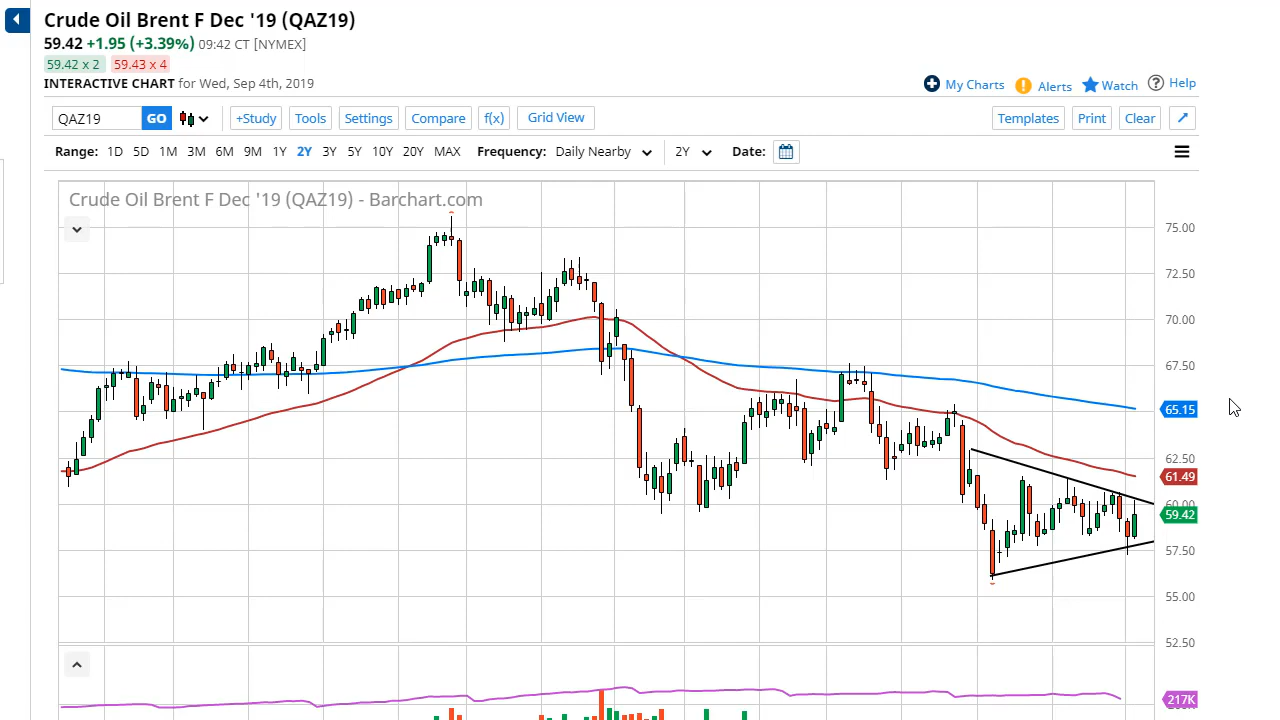 Crude Oil Brent F Dec '19 (QAZ19)
59.42 +1.95 (+3.39%) 09:42 CT [NYMEX]
59.42 x 2 59.43 x 4
INTERACTIVE CHART for Wed, Sep 4th, 2019
My Charts Alerts Watch Help
QAZ19 GO +Study Tools Settings Compare f(x) Grid View Templates Print Clear
Range: 1D 5D 1M 3M 6M 9M 1Y 2Y 3Y 5Y 10Y 20Y MAX Frequency: Daily Nearby 2Y Date:
Crude Oil Brent F Dec '19 (QAZ19) - Barchart.com
75.00
72.50
70.00
67.50
65.15
62.50
61.49
60.00
59.42
57.50
55.00
52.50
217K